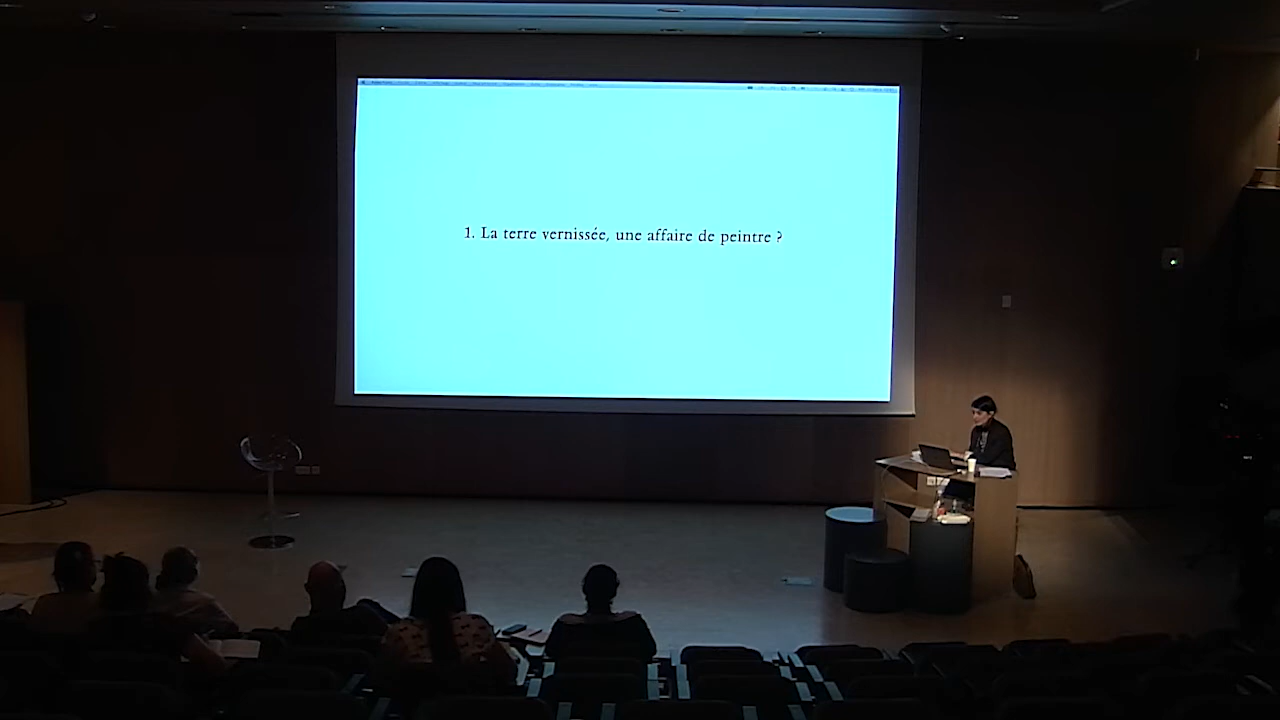 1. La terre vernissée, une affaire de peintre ?